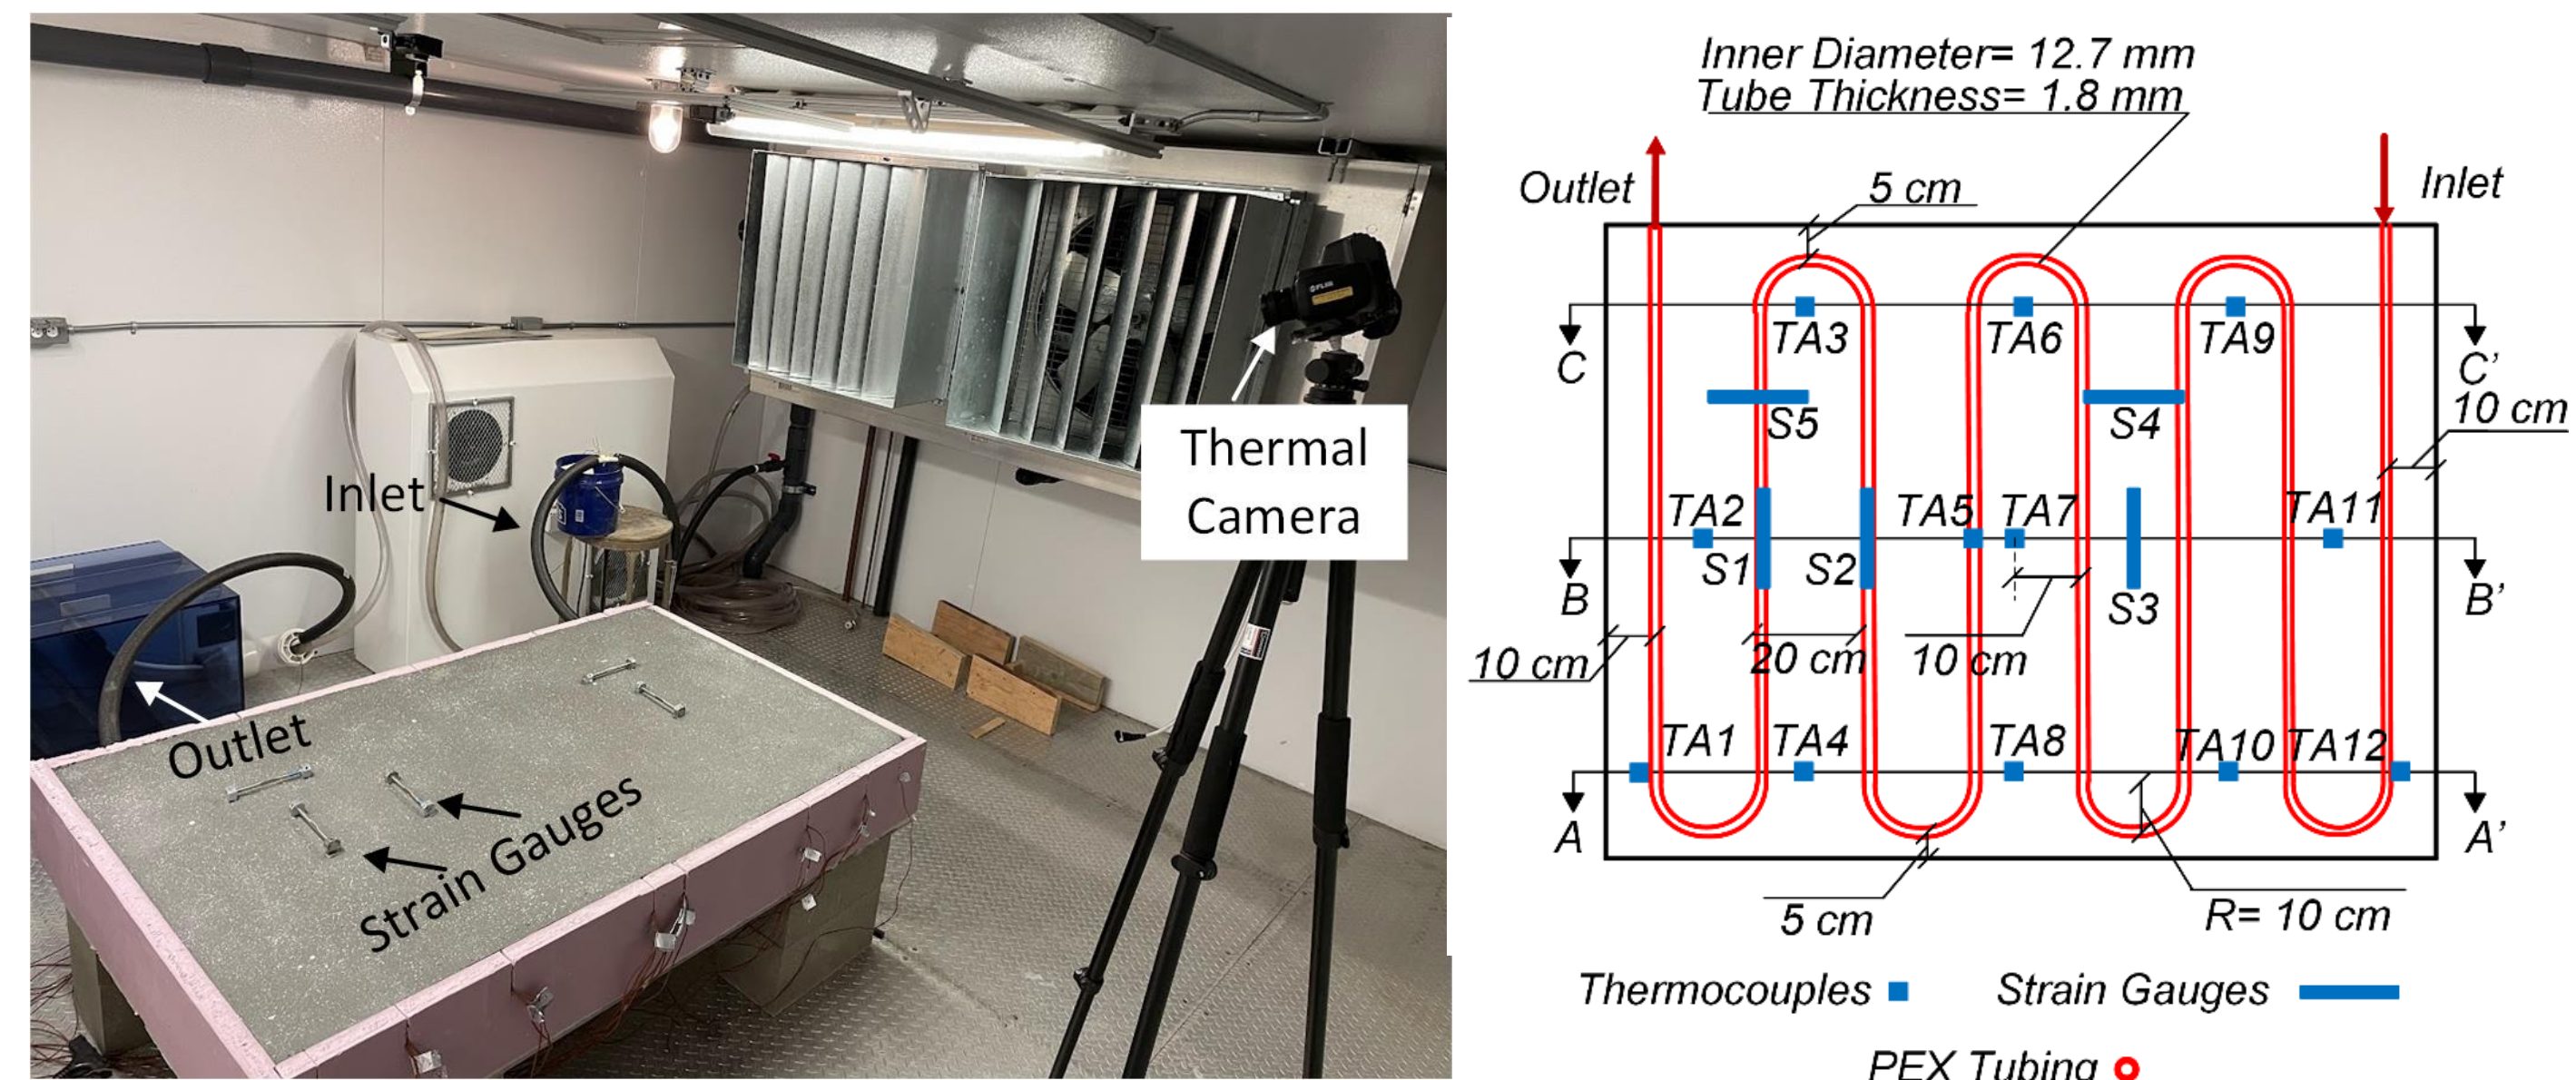 Thermal
Camera
Inlet
Outlet
Strain Gauges
Inner Diameter= 12.7 mm
Tube Thickness= 1.8 mm
Outlet
5 cm
Inlet
TA3
TA6
TA9
C
C’
S5
S4
10 cm
TA2
TA5
TA7
TA11
S1
S2
S3
B
B’
10 cm
20 cm
10 cm
TA1
TA4
TA8
TA10
TA12
A
A’
5 cm
R= 10 cm
Thermocouples
Strain Gauges
PEX Tubing